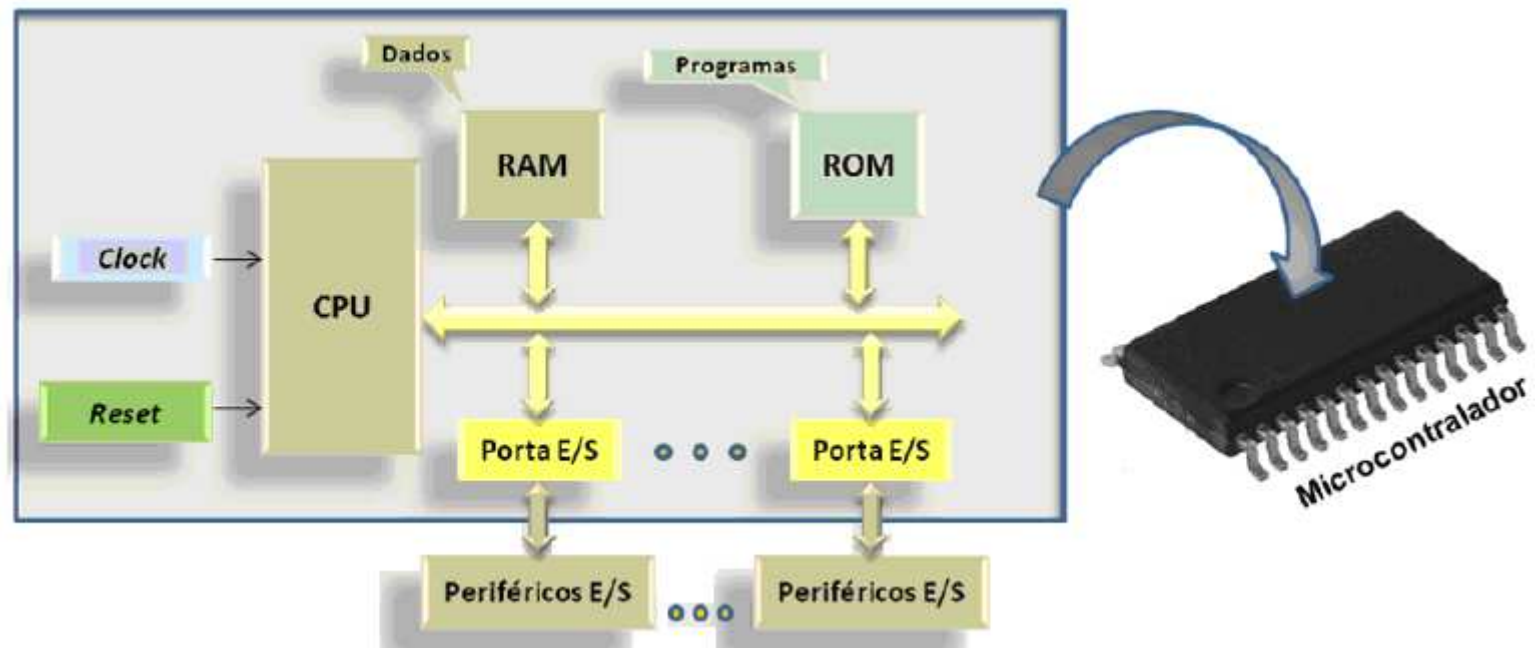 Dados
Programas
RAM
ROM
Clock
CPU
Reset
Porta E/S
Porta E/S
Microcontralador
Periféricos E/S
Periféricos E/S